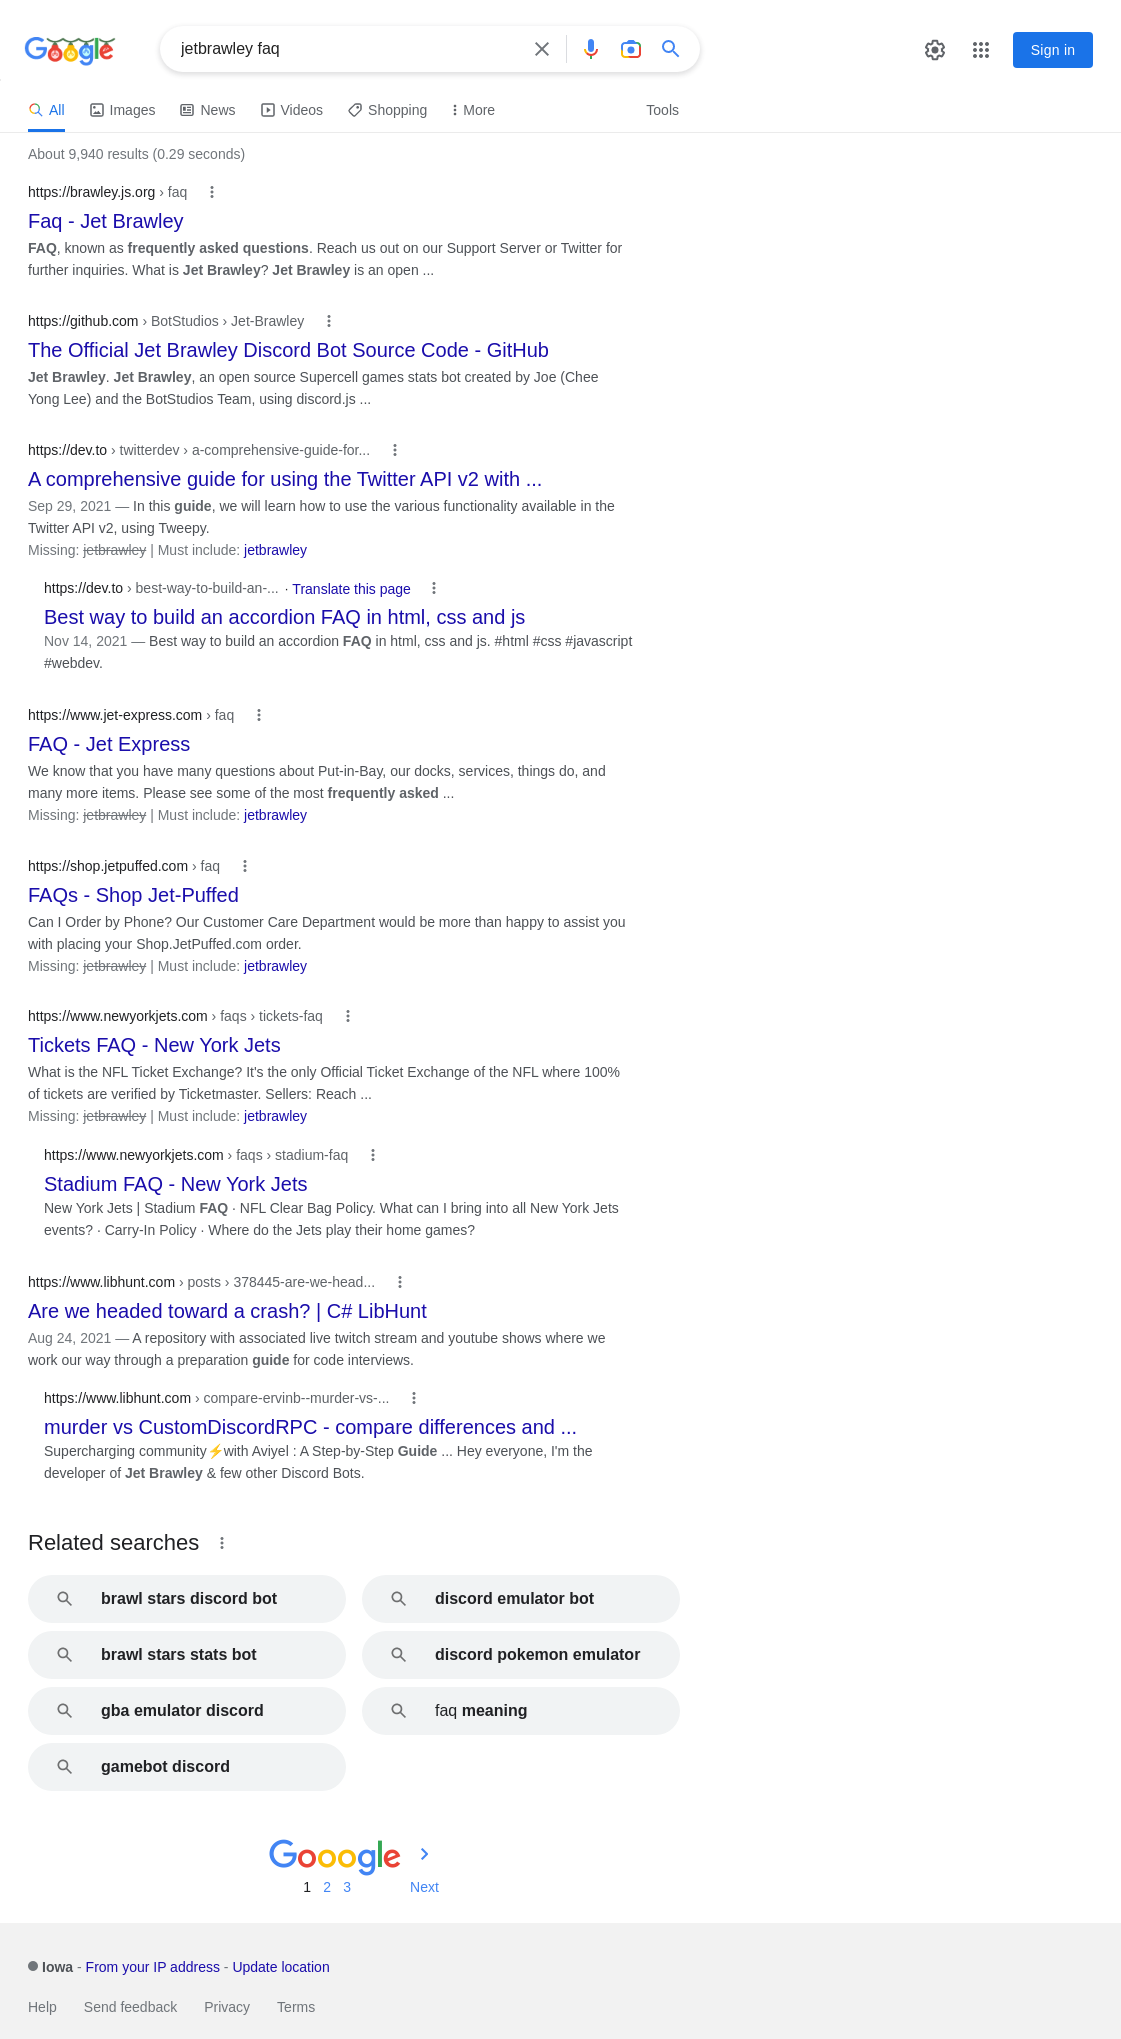 Google
jetbrawley faq
Sign in
All
Images
News
Videos
Shopping
More
Tools
About 9,940 results (0.29 seconds)
https://brawley.js.org › faq
Faq - Jet Brawley
FAQ, known as frequently asked questions. Reach us out on our Support Server or Twitter for
further inquiries. What is Jet Brawley? Jet Brawley is an open ...
https://github.com › BotStudios › Jet-Brawley
The Official Jet Brawley Discord Bot Source Code - GitHub
Jet Brawley. Jet Brawley, an open source Supercell games stats bot created by Joe (Chee
Yong Lee) and the BotStudios Team, using discord.js ...
https://dev.to › twitterdev › a-comprehensive-guide-for...
A comprehensive guide for using the Twitter API v2 with ...
Sep 29, 2021 — In this guide, we will learn how to use the various functionality available in the
Twitter API v2, using Tweepy.
Missing: jetbrawley | Must include: jetbrawley
https://dev.to › best-way-to-build-an-... · Translate this page
Best way to build an accordion FAQ in html, css and js
Nov 14, 2021 — Best way to build an accordion FAQ in html, css and js. #html #css #javascript
#webdev.
https://www.jet-express.com › faq
FAQ - Jet Express
We know that you have many questions about Put-in-Bay, our docks, services, things do, and
many more items. Please see some of the most frequently asked ...
Missing: jetbrawley | Must include: jetbrawley
https://shop.jetpuffed.com › faq
FAQs - Shop Jet-Puffed
Can I Order by Phone? Our Customer Care Department would be more than happy to assist you
with placing your Shop.JetPuffed.com order.
Missing: jetbrawley | Must include: jetbrawley
https://www.newyorkjets.com › faqs › tickets-faq
Tickets FAQ - New York Jets
What is the NFL Ticket Exchange? It's the only Official Ticket Exchange of the NFL where 100%
of tickets are verified by Ticketmaster. Sellers: Reach ...
Missing: jetbrawley | Must include: jetbrawley
https://www.newyorkjets.com › faqs › stadium-faq
Stadium FAQ - New York Jets
New York Jets | Stadium FAQ · NFL Clear Bag Policy. What can I bring into all New York Jets
events? · Carry-In Policy · Where do the Jets play their home games?
https://www.libhunt.com › posts › 378445-are-we-head...
Are we headed toward a crash? | C# LibHunt
Aug 24, 2021 — A repository with associated live twitch stream and youtube shows where we
work our way through a preparation guide for code interviews.
https://www.libhunt.com › compare-ervinb--murder-vs-...
murder vs CustomDiscordRPC - compare differences and ...
Supercharging community⚡with Aviyel : A Step-by-Step Guide ... Hey everyone, I'm the
developer of Jet Brawley & few other Discord Bots.
Related searches
brawl stars discord bot
discord emulator bot
brawl stars stats bot
discord pokemon emulator
gba emulator discord
faq meaning
gamebot discord
Gooogle
1 2 3 Next
Iowa - From your IP address - Update location
Help Send feedback Privacy Terms